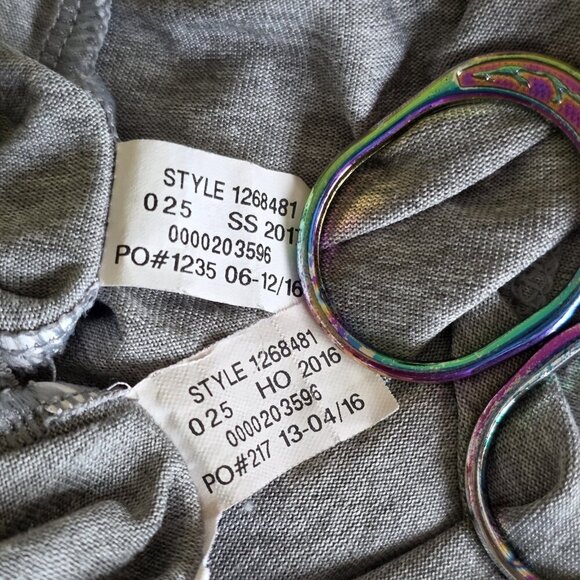 STYLE 1268481
025 SS 2017
0000203596
PO#1235 06-12/16
STYLE 1268481
025 HO 2016
0000203596
PO#217 13-04/16